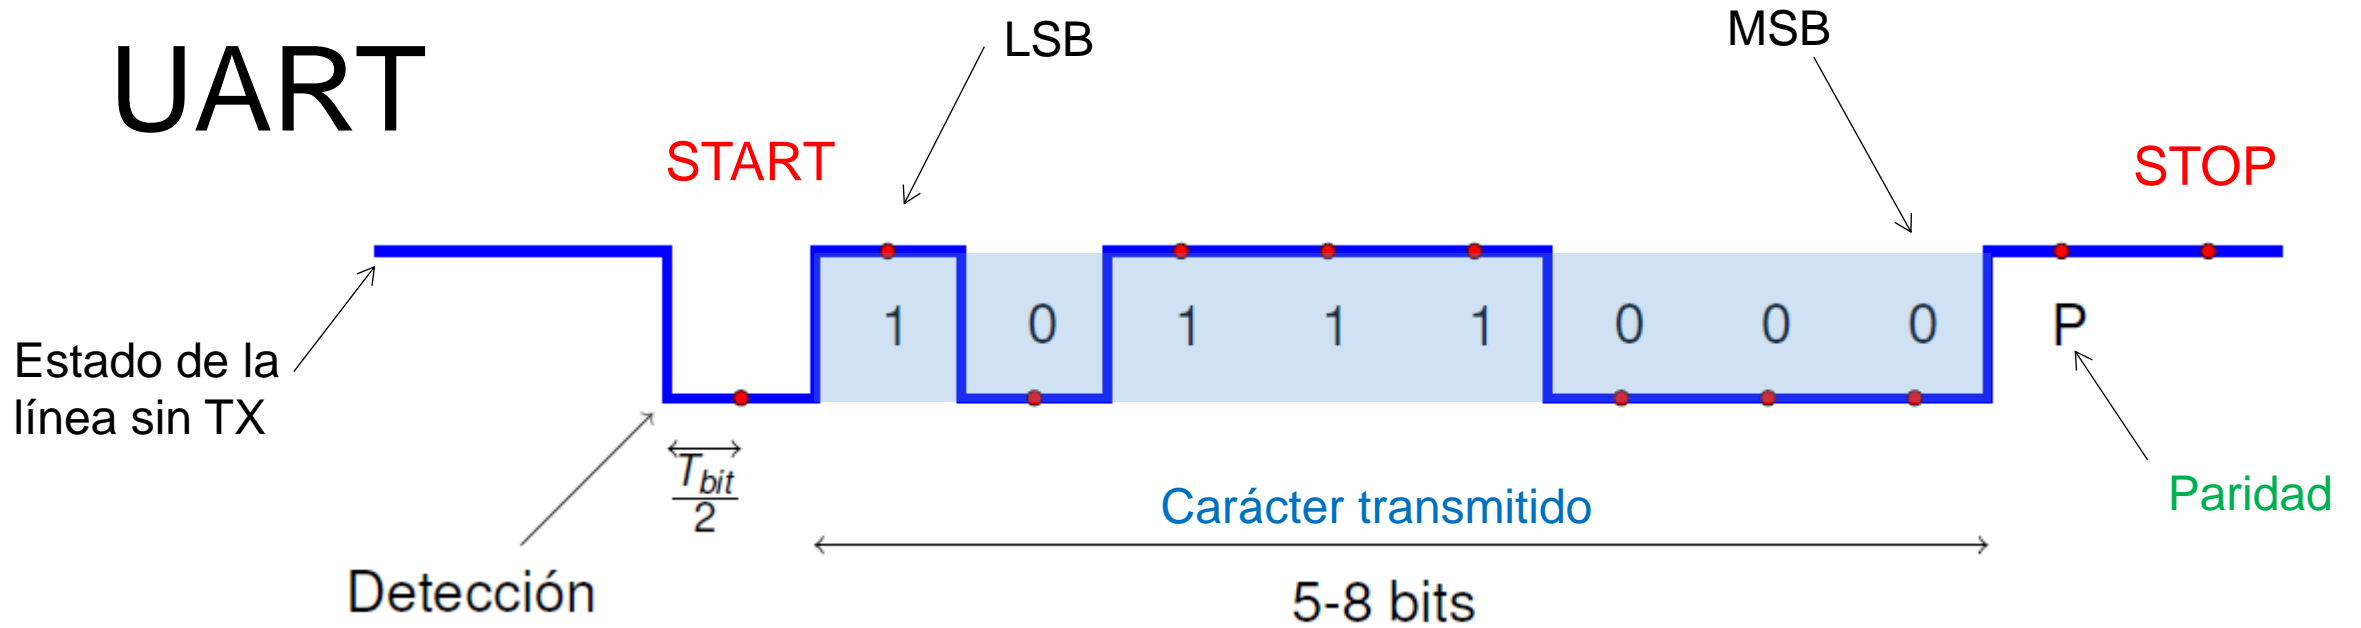 UART
LSB
MSB
START
STOP
1 0 1 1 1 0 0 0 P
Estado de la
línea sin TX
T_bit
2
Paridad
Carácter transmitido
Detección
5-8 bits